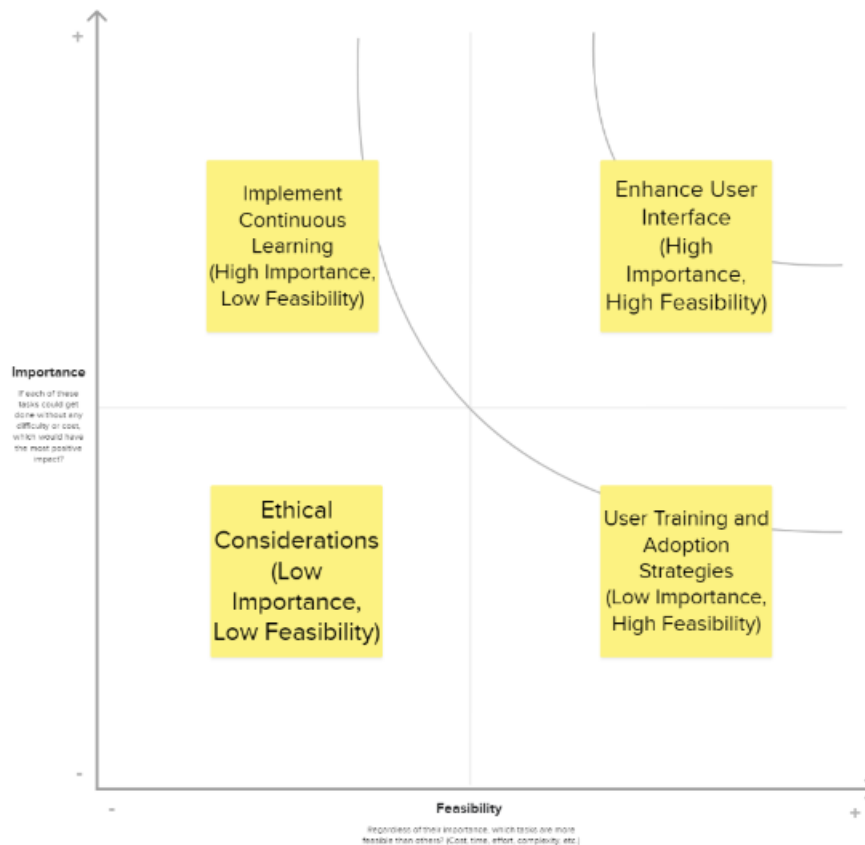 +
Implement
Continuous
Learning
(High Importance,
Low Feasibility)
Enhance User
Interface
(High
Importance,
High Feasibility)
Importance
If each of these
tasks could get
done without any
difficulty or cost,
which would have
the most positive
impact?
Ethical
Considerations
(Low
Importance,
Low Feasibility)
User Training and
Adoption
Strategies
(Low Importance,
High Feasibility)
-
-
Feasibility
+
Regardless of their importance, which tasks are more
feasible than others? (Cost, time, effort, complexity, etc.)